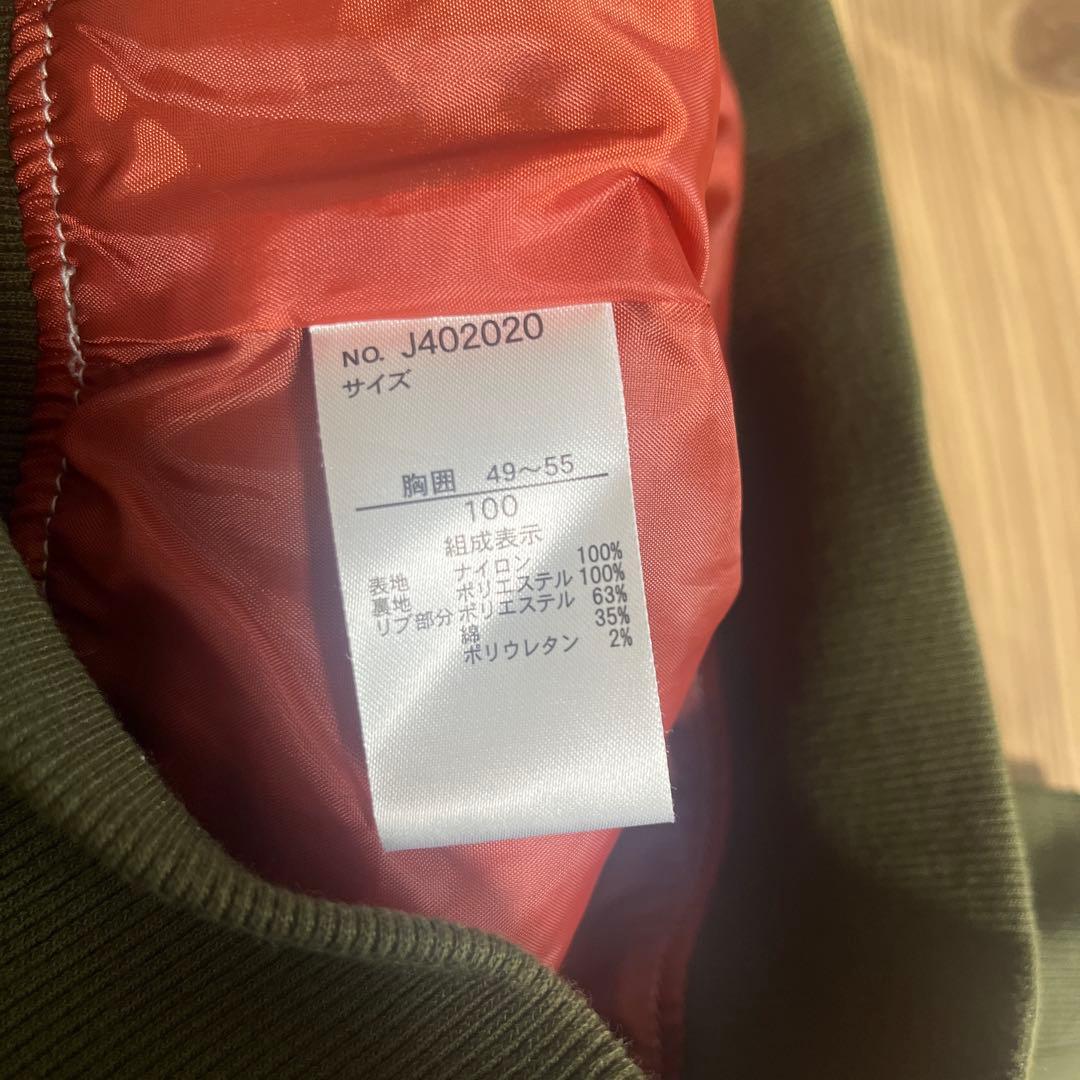 NO. J402020
サイズ
胸囲 49～55
100
組成表示
表地 ナイロン 100%
裏地 ポリエステル 100%
リブ部分 ポリエステル 63%
綿 35%
ポリウレタン 2%